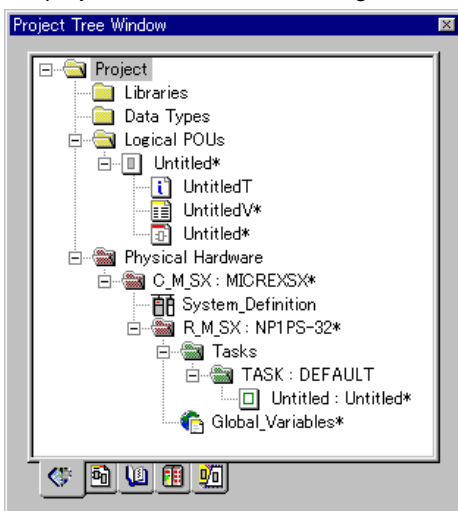 Project Tree Window
Project
Libraries
Data Types
Logical POUs
Untitled*
UntitledT
UntitledV*
Untitled*
Physical Hardware
C_M_SX : MICREXSX*
System_Definition
R_M_SX : NP1PS-32*
Tasks
TASK : DEFAULT
Untitled : Untitled*
Global_Variables*